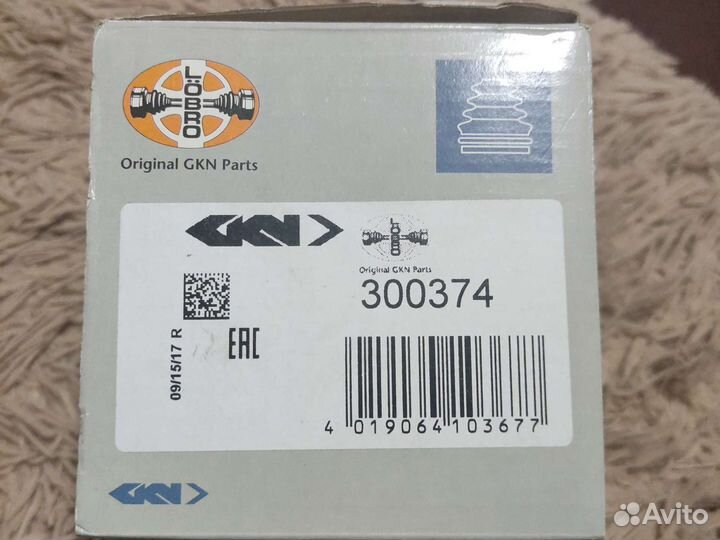 LÖBRO
Original GKN Parts
GKN
LÖBRO
Original GKN Parts
300374
09/15/17 R
EAC
4 019064 103677
GKN
Avito